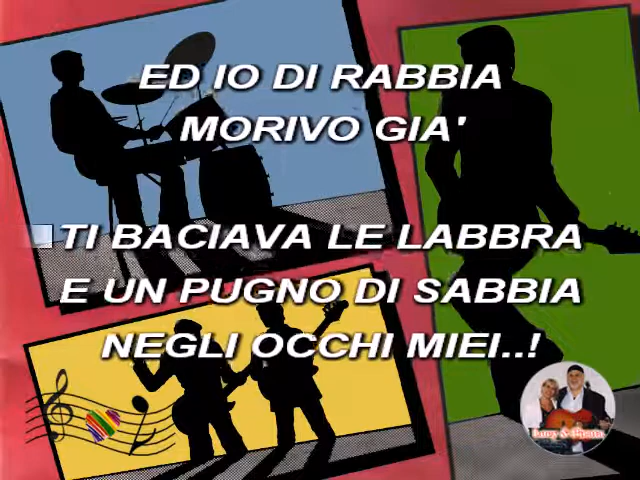 ED IO DI RABBIA
MORIVO GIA'
TI BACIAVA LE LABBRA
E UN PUGNO DI SABBIA
NEGLI OCCHI MIEI..!